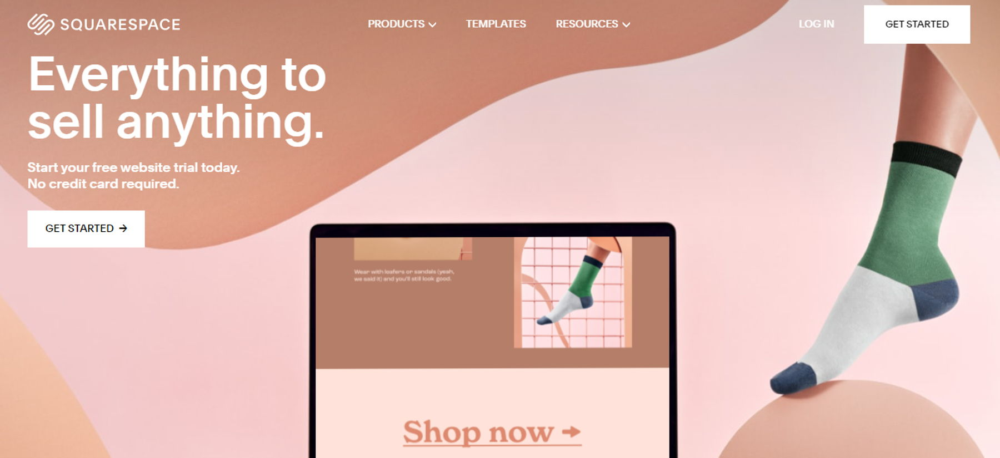 SQUARESPACE
PRODUCTS
TEMPLATES
RESOURCES
LOG IN
GET STARTED
Everything to
sell anything.
Start your free website trial today.
No credit card required.
GET STARTED →
Wear with loafers or sandals (yeah,
we said it) and you'll still look good.
Shop now →